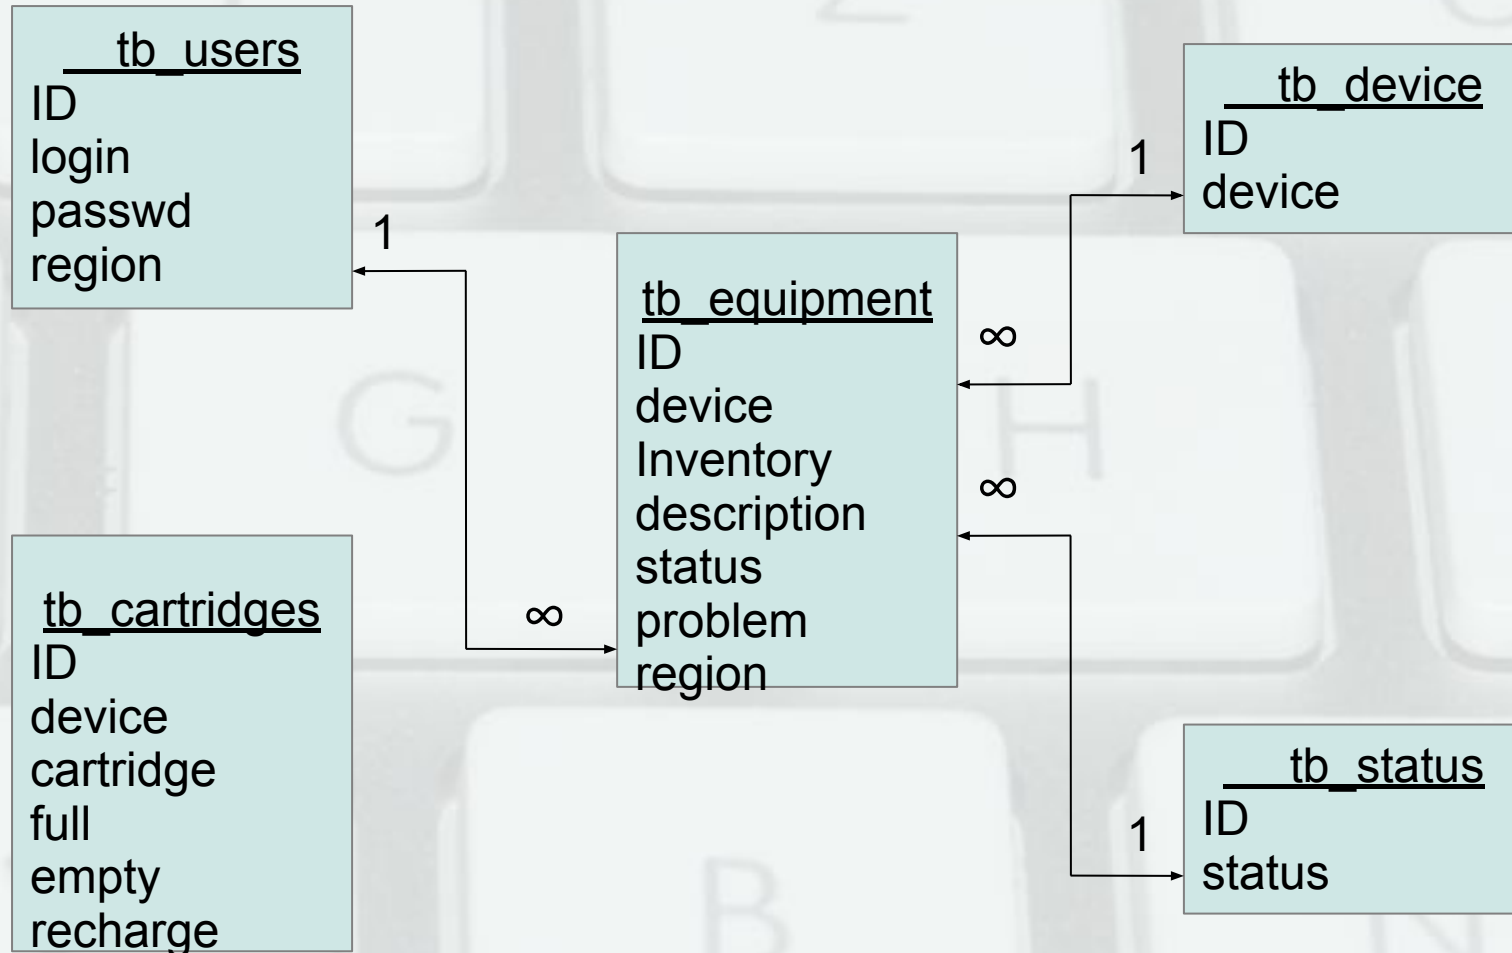 tb_users
ID
login
passwd
region
1
tb_device
ID
device
1
tb_equipment
ID
device
Inventory
description
status
problem
region
∞
∞
∞
tb_cartridges
ID
device
cartridge
full
empty
recharge
tb_status
ID
status
1
Z
G
H
B
N